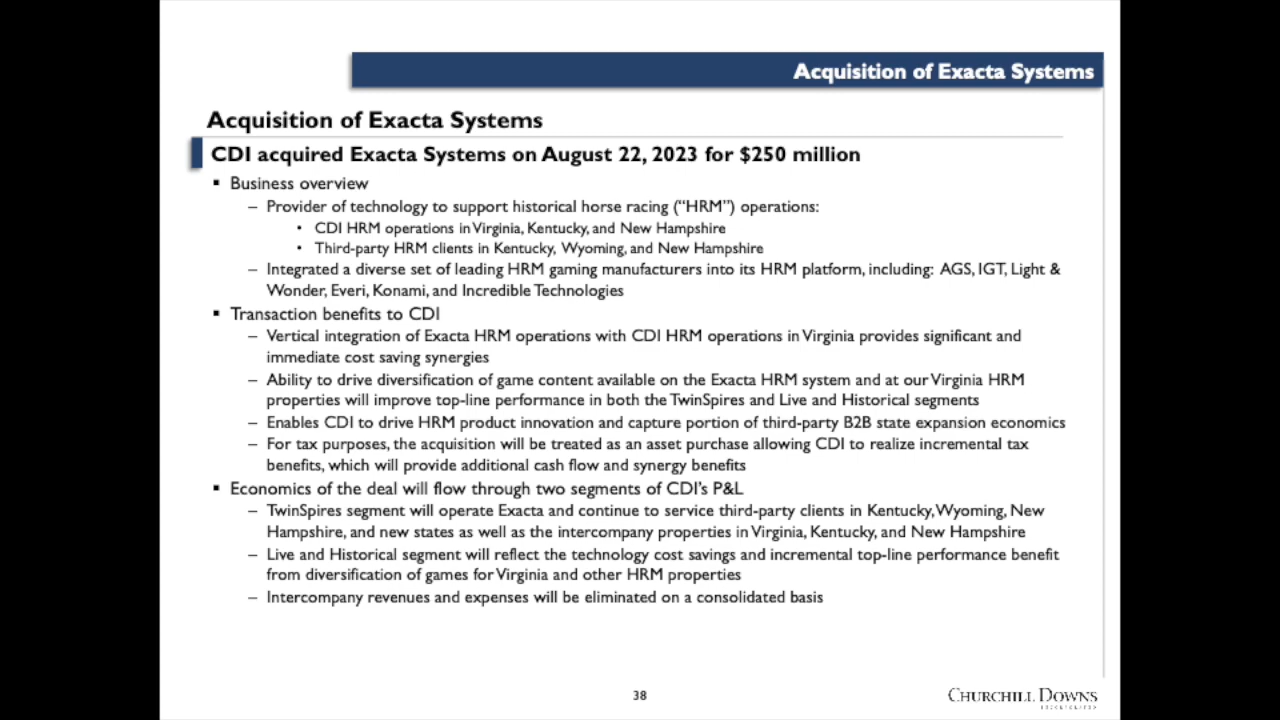 Acquisition of Exacta Systems
Acquisition of Exacta Systems
CDI acquired Exacta Systems on August 22, 2023 for $250 million
▪ Business overview
– Provider of technology to support historical horse racing (“HRM”) operations:
• CDI HRM operations in Virginia, Kentucky, and New Hampshire
• Third-party HRM clients in Kentucky, Wyoming, and New Hampshire
– Integrated a diverse set of leading HRM gaming manufacturers into its HRM platform, including: AGS, IGT, Light &
Wonder, Everi, Konami, and Incredible Technologies
▪ Transaction benefits to CDI
– Vertical integration of Exacta HRM operations with CDI HRM operations in Virginia provides significant and
immediate cost saving synergies
– Ability to drive diversification of game content available on the Exacta HRM system and at our Virginia HRM
properties will improve top-line performance in both the TwinSpires and Live and Historical segments
– Enables CDI to drive HRM product innovation and capture portion of third-party B2B state expansion economics
– For tax purposes, the acquisition will be treated as an asset purchase allowing CDI to realize incremental tax
benefits, which will provide additional cash flow and synergy benefits
▪ Economics of the deal will flow through two segments of CDI’s P&L
– TwinSpires segment will operate Exacta and continue to service third-party clients in Kentucky, Wyoming, New
Hampshire, and new states as well as the intercompany properties in Virginia, Kentucky, and New Hampshire
– Live and Historical segment will reflect the technology cost savings and incremental top-line performance benefit
from diversification of games for Virginia and other HRM properties
– Intercompany revenues and expenses will be eliminated on a consolidated basis
38
CHURCHILL DOWNS
INCORPORATED